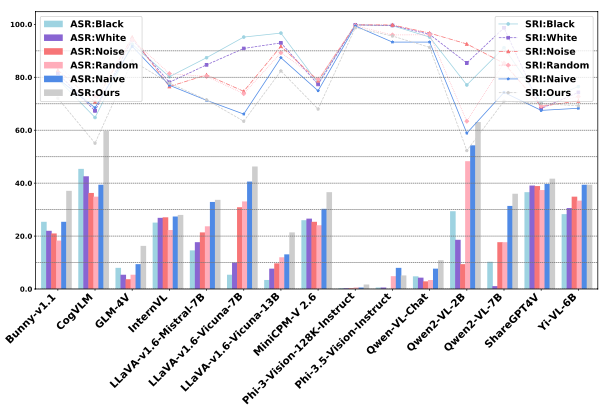 100.0
80.0
60.0
40.0
20.0
0.0
ASR:Black
ASR:White
ASR:Noise
ASR:Random
ASR:Naive
ASR:Ours
SRI:Black
SRI:White
SRI:Noise
SRI:Random
SRI:Naive
SRI:Ours
Bunny-v1.1
CogVLM
GLM-4V
InternVL
LLaVA-v1.6-Mistral-7B
LLaVA-v1.6-Vicuna-7B
LLaVA-v1.6-Vicuna-13B
MiniCPM-V 2.6
Phi-3-Vision-128K-Instruct
Phi-3.5-Vision-Instruct
Qwen-VL-Chat
Qwen2-VL-2B
Qwen2-VL-7B
ShareGPT4V
Yi-VL-6B